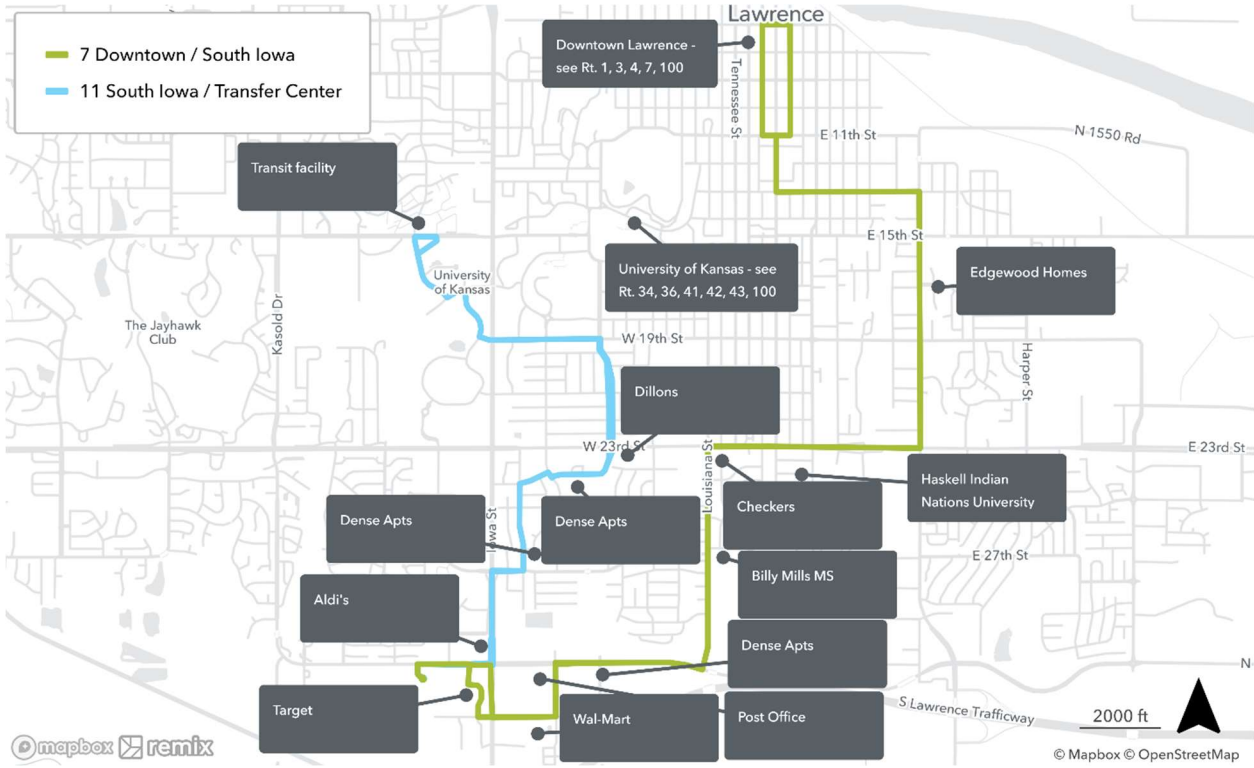 Lawrence
7 Downtown / South Iowa
11 South Iowa / Transfer Center
Downtown Lawrence -
see Rt. 1, 3, 4, 7, 100
Tennessee St
E 11th St
N 1550 Rd
Transit facility
E 15th St
University of Kansas - see
Rt. 34, 36, 41, 42, 43, 100
Edgewood Homes
University
of Kansas
The Jayhawk
Club
Kasold Dr
W 19th St
Harper St
Dillons
W 23rd St
E 23rd St
Louisiana St
Haskell Indian
Nations University
Checkers
Dense Apts
Dense Apts
Iowa St
E 27th St
Billy Mills MS
Aldi's
Dense Apts
N
Target
Wal-Mart
Post Office
S Lawrence Trafficway
2000 ft
mapbox remix
© Mapbox © OpenStreetMap